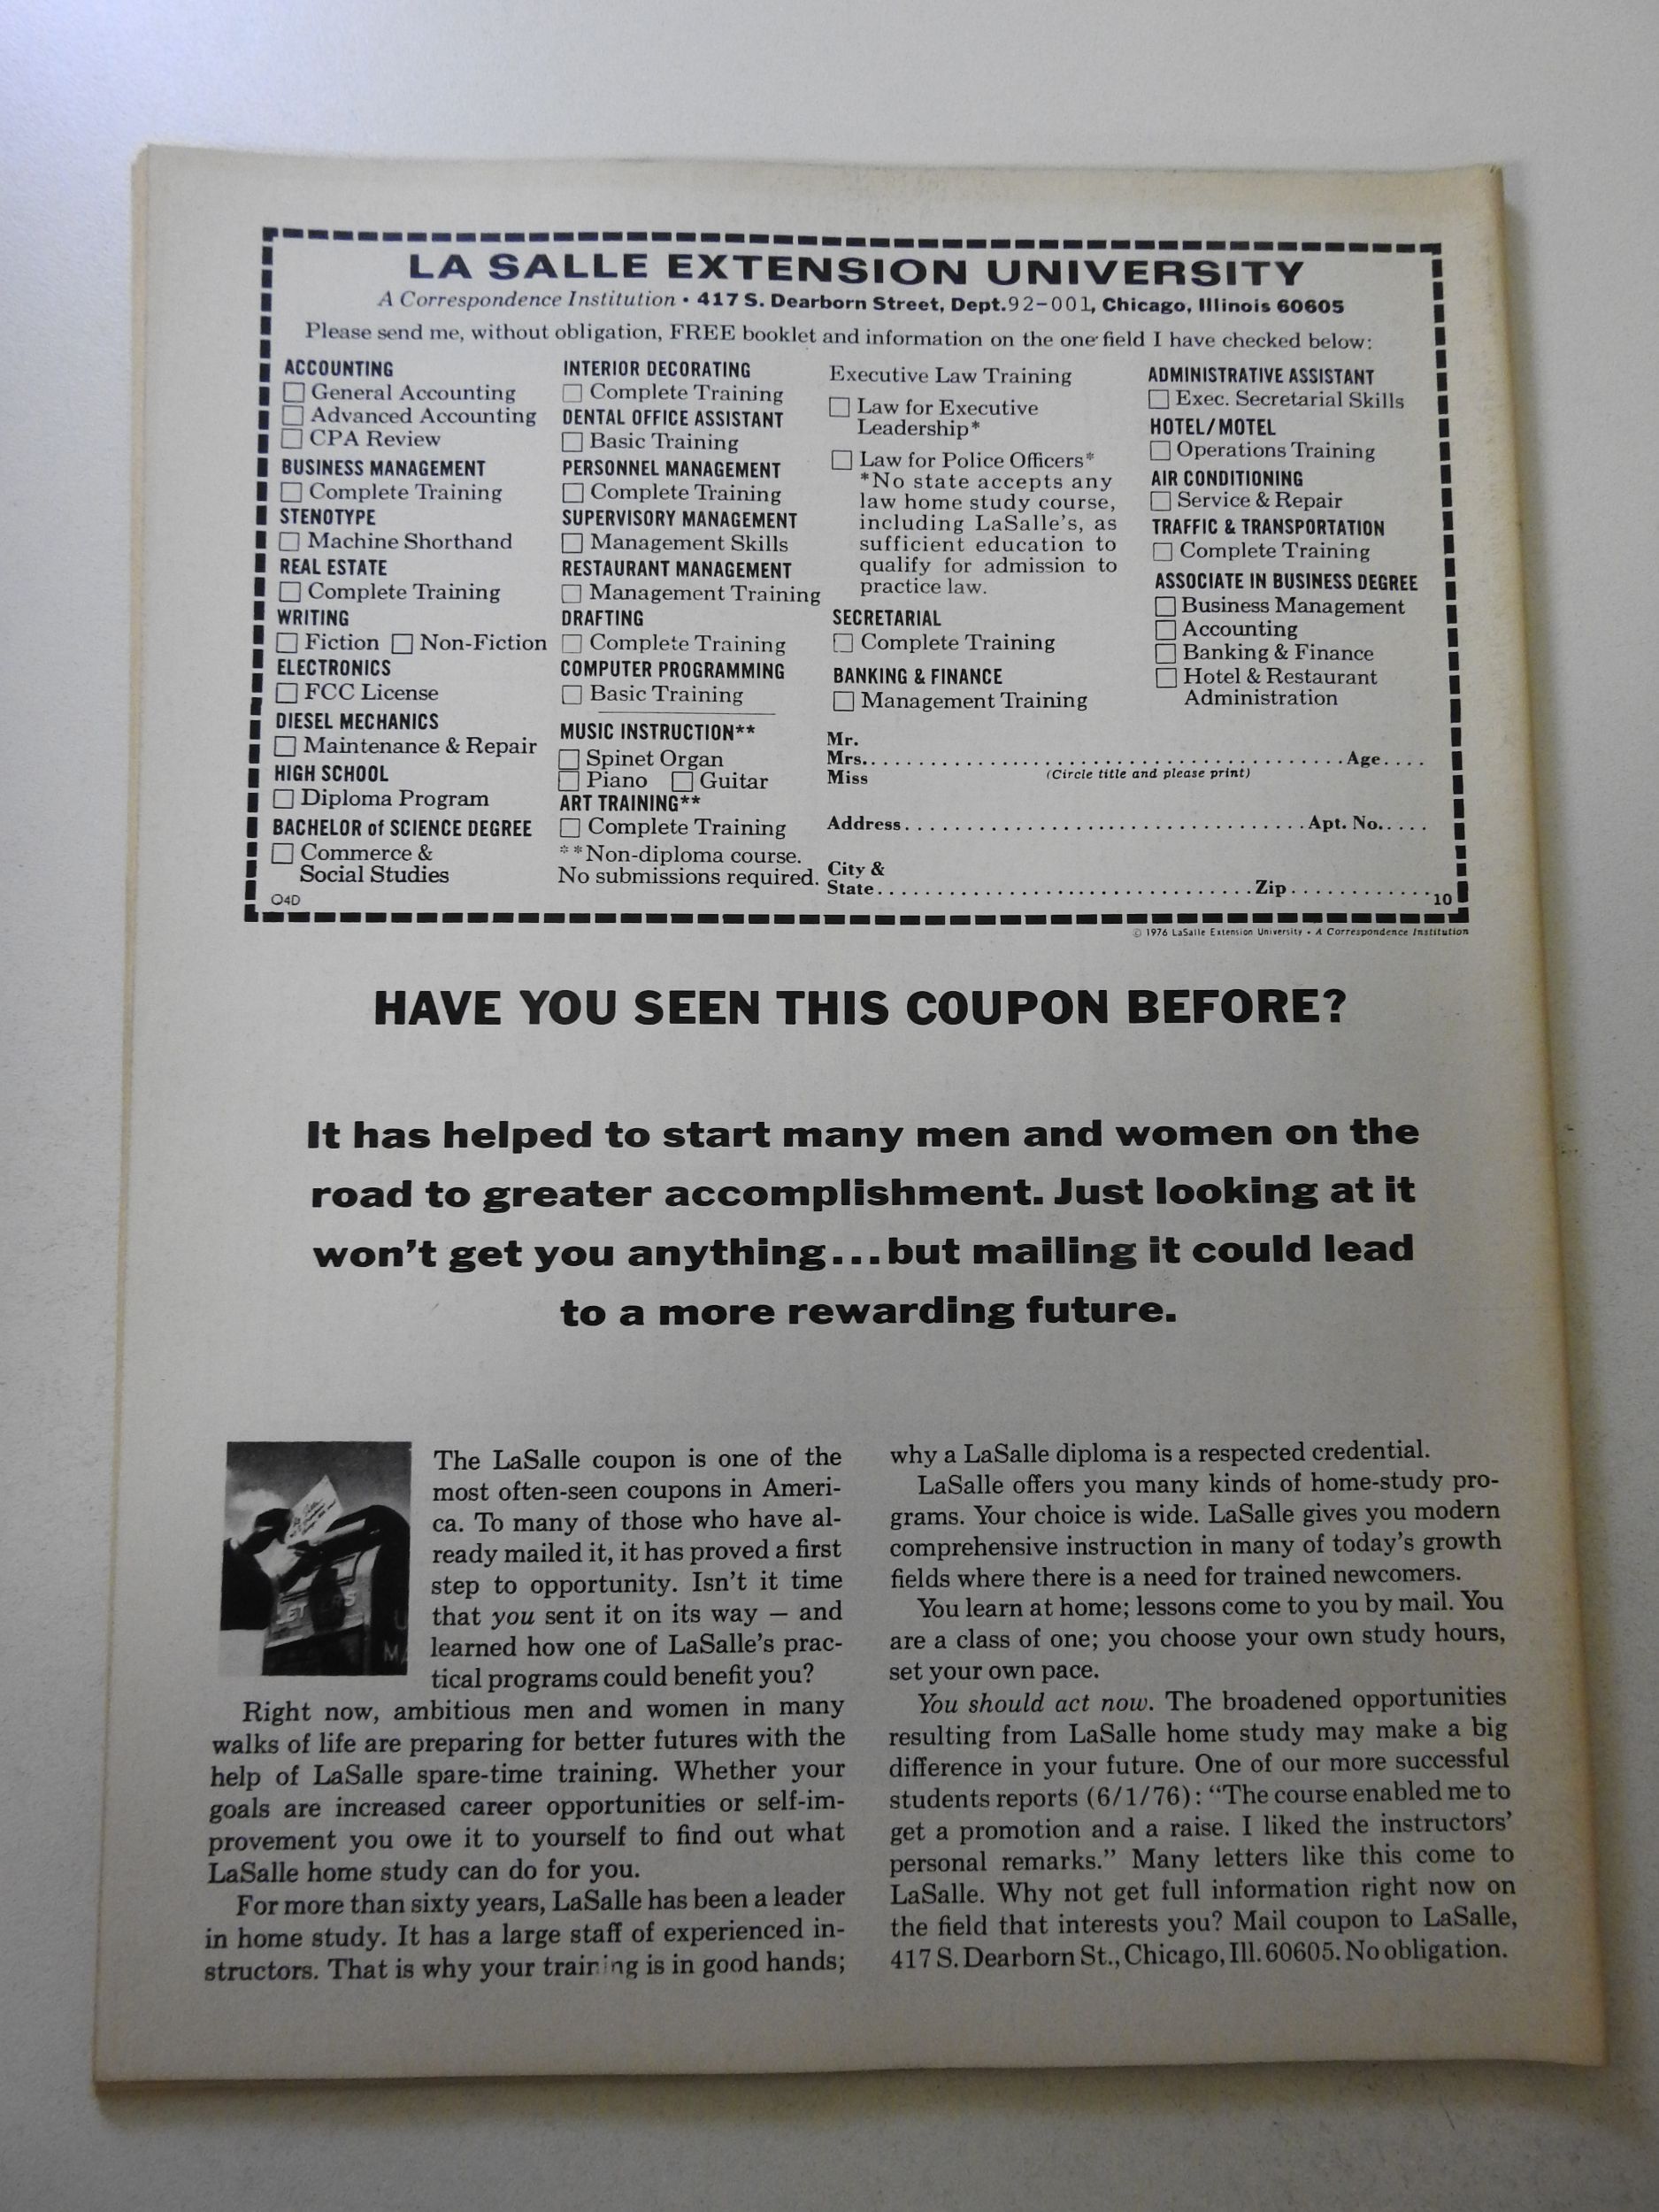 LA SALLE EXTENSION UNIVERSITY
A Correspondence Institution • 417 S. Dearborn Street, Dept. 92-001, Chicago, Illinois 60605
Please send me, without obligation, FREE booklet and information on the one field I have checked below:
ACCOUNTING
General Accounting
Advanced Accounting
CPA Review
BUSINESS MANAGEMENT
Complete Training
STENOTYPE
Machine Shorthand
REAL ESTATE
Complete Training
WRITING
Fiction Non-Fiction
ELECTRONICS
FCC License
DIESEL MECHANICS
Maintenance & Repair
HIGH SCHOOL
Diploma Program
BACHELOR of SCIENCE DEGREE
Commerce &
Social Studies
O4D
INTERIOR DECORATING
Complete Training
DENTAL OFFICE ASSISTANT
Basic Training
PERSONNEL MANAGEMENT
Complete Training
SUPERVISORY MANAGEMENT
Management Skills
RESTAURANT MANAGEMENT
Management Training
DRAFTING
Complete Training
COMPUTER PROGRAMMING
Basic Training
MUSIC INSTRUCTION**
Spinet Organ
Piano Guitar
ART TRAINING**
Complete Training
**Non-diploma course.
No submissions required.
Executive Law Training
Law for Executive
Leadership*
Law for Police Officers*
*No state accepts any
law home study course,
including LaSalle's, as
sufficient education to
qualify for admission to
practice law.
SECRETARIAL
Complete Training
BANKING & FINANCE
Management Training
ADMINISTRATIVE ASSISTANT
Exec. Secretarial Skills
HOTEL/MOTEL
Operations Training
AIR CONDITIONING
Service & Repair
TRAFFIC & TRANSPORTATION
Complete Training
ASSOCIATE IN BUSINESS DEGREE
Business Management
Accounting
Banking & Finance
Hotel & Restaurant
Administration
Mr.
Mrs. Age
Miss (Circle title and please print)
Address Apt. No.
City &
State Zip 10
© 1976 LaSalle Extension University • A Correspondence Institution
HAVE YOU SEEN THIS COUPON BEFORE?
It has helped to start many men and women on the
road to greater accomplishment. Just looking at it
won't get you anything...but mailing it could lead
to a more rewarding future.
The LaSalle coupon is one of the
most often-seen coupons in Ameri-
ca. To many of those who have al-
ready mailed it, it has proved a first
step to opportunity. Isn't it time
that you sent it on its way — and
learned how one of LaSalle's prac-
tical programs could benefit you?
Right now, ambitious men and women in many
walks of life are preparing for better futures with the
help of LaSalle spare-time training. Whether your
goals are increased career opportunities or self-im-
provement you owe it to yourself to find out what
LaSalle home study can do for you.
For more than sixty years, LaSalle has been a leader
in home study. It has a large staff of experienced in-
structors. That is why your training is in good hands;
why a LaSalle diploma is a respected credential.
LaSalle offers you many kinds of home-study pro-
grams. Your choice is wide. LaSalle gives you modern
comprehensive instruction in many of today's growth
fields where there is a need for trained newcomers.
You learn at home; lessons come to you by mail. You
are a class of one; you choose your own study hours,
set your own pace.
You should act now. The broadened opportunities
resulting from LaSalle home study may make a big
difference in your future. One of our more successful
students reports (6/1/76): "The course enabled me to
get a promotion and a raise. I liked the instructors'
personal remarks." Many letters like this come to
LaSalle. Why not get full information right now on
the field that interests you? Mail coupon to LaSalle,
417 S. Dearborn St., Chicago, Ill. 60605. No obligation.